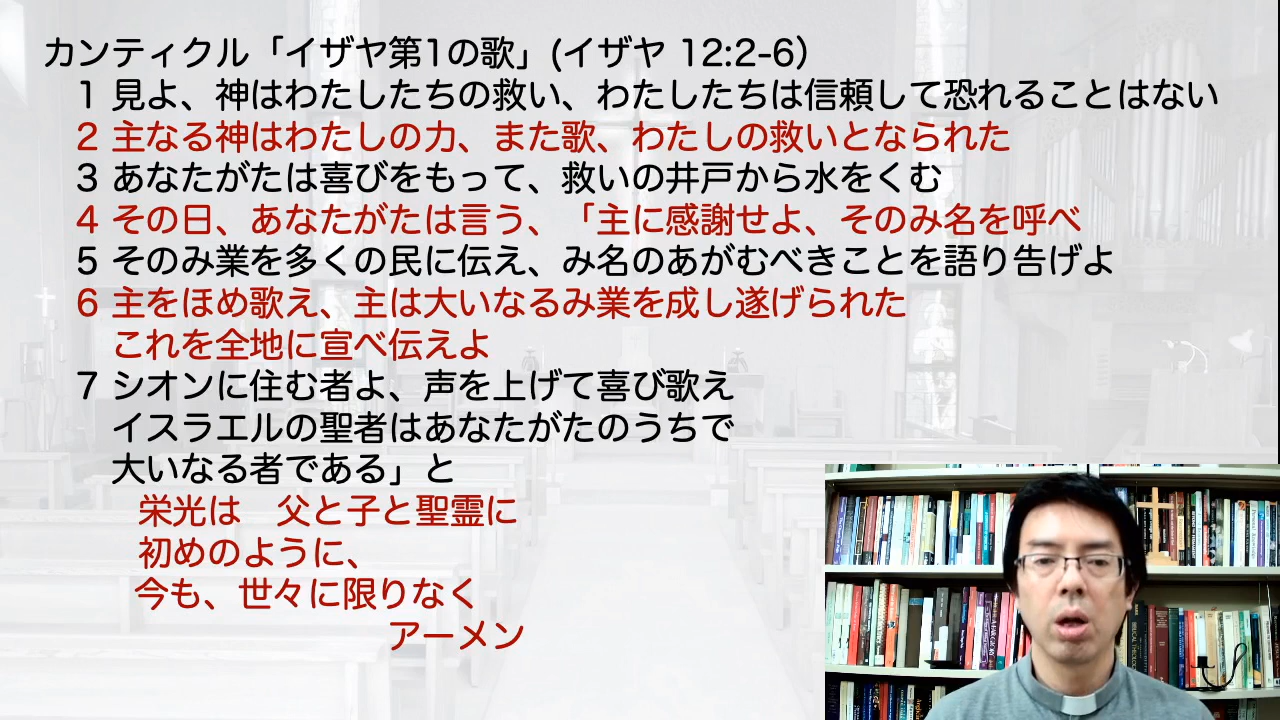 カンティクル「イザヤ第1の歌」(イザヤ 12:2-6）
1 見よ、神はわたしたちの救い、わたしたちは信頼して恐れることはない
2 主なる神はわたしの力、また歌、わたしの救いとなられた
3 あなたがたは喜びをもって、救いの井戸から水をくむ
4 その日、あなたがたは言う、「主に感謝せよ、そのみ名を呼べ
5 そのみ業を多くの民に伝え、み名のあがむべきことを語り告げよ
6 主をほめ歌え、主は大いなるみ業を成し遂げられた
これを全地に宣べ伝えよ
7 シオンに住む者よ、声を上げて喜び歌え
イスラエルの聖者はあなたがたのうちで
大いなる者である」と
栄光は　父と子と聖霊に
初めのように、
今も、世々に限りなく
アーメン